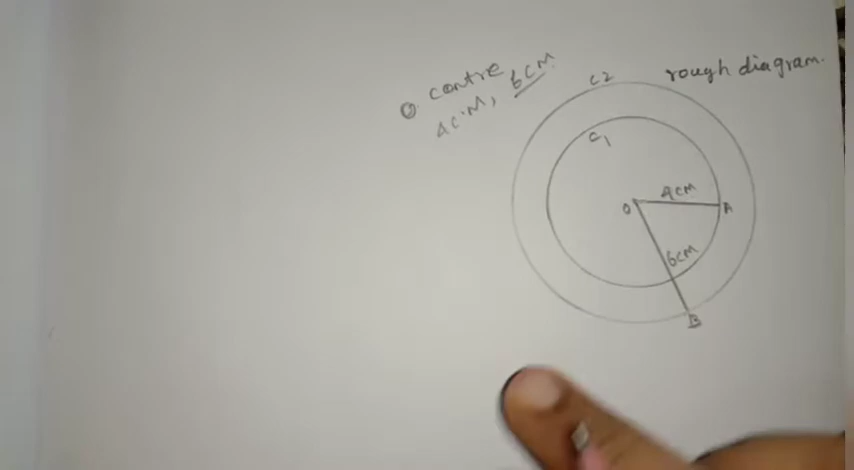 O centre
4CM, 6CM
rough diagram.
C2
C1
4CM
O
A
6CM
B